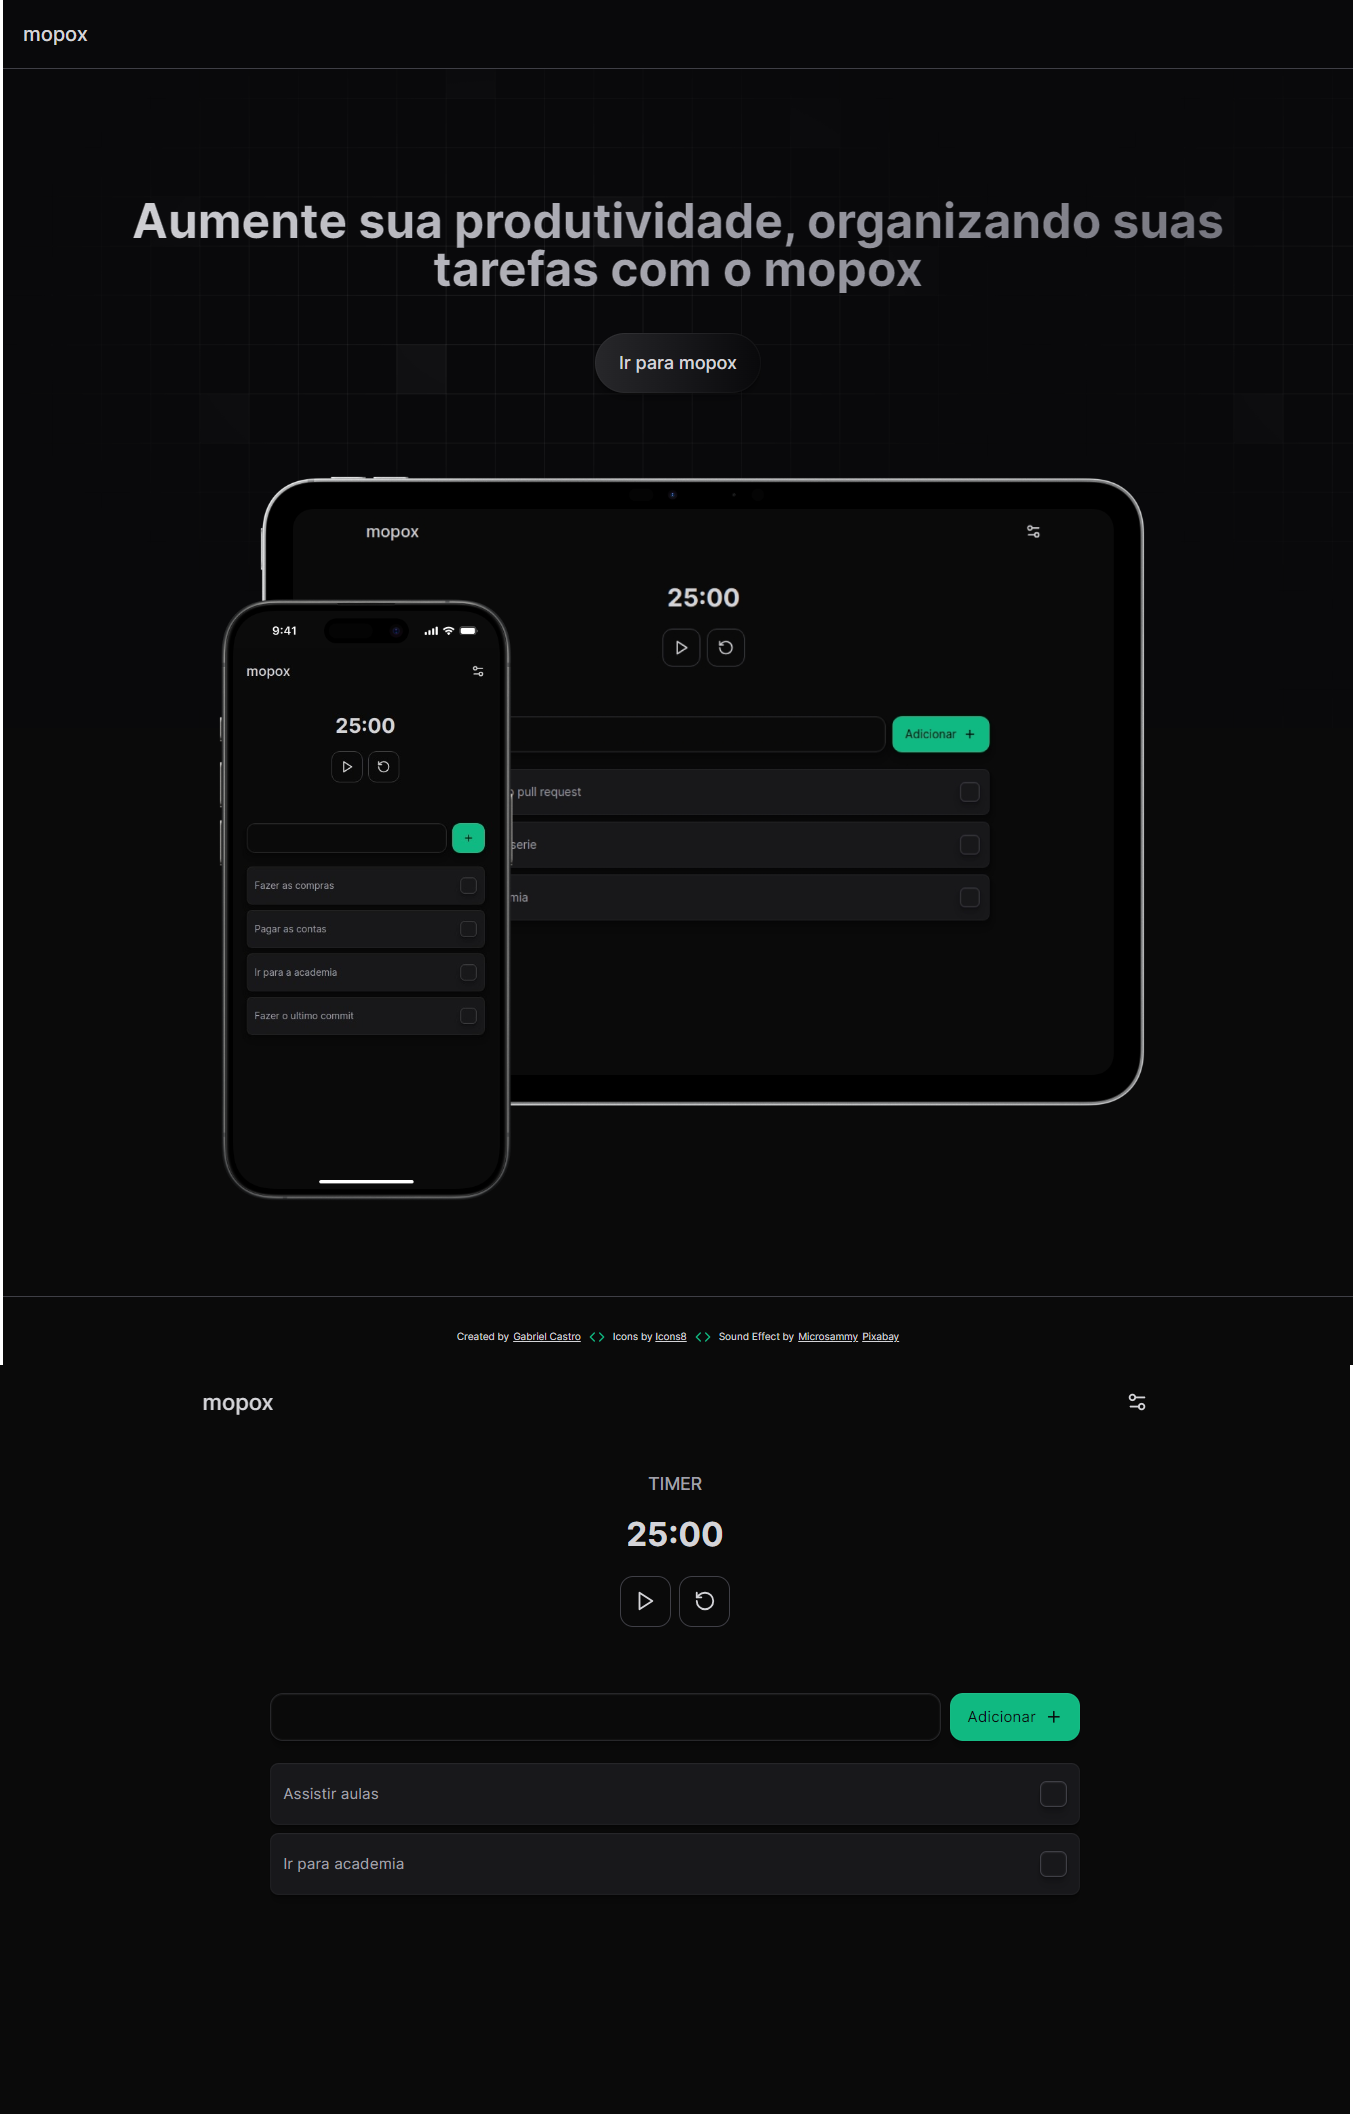 mopox
Aumente sua produtividade, organizando suas
tarefas com o mopox
Ir para mopox
mopox
25:00
Adicionar +
pull request
serie
mia
9:41
mopox
25:00
+
Fazer as compras
Pagar as contas
Ir para a academia
Fazer o ultimo commit
Created by Gabriel Castro <> Icons by Icons8 <> Sound Effect by Microsammy Pixabay
mopox
TIMER
25:00
Adicionar +
Assistir aulas
Ir para academia